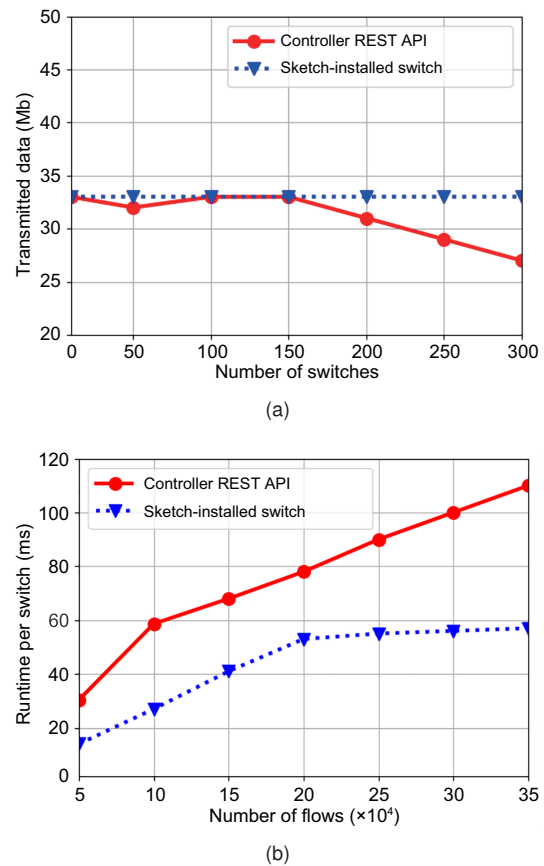 50
45
40
35
30
25
20
Transmitted data (Mb)
Controller REST API
Sketch-installed switch
0 50 100 150 200 250 300
Number of switches
(a)
120
100
80
60
40
20
0
Runtime per switch (ms)
Controller REST API
Sketch-installed switch
5 10 15 20 25 30 35
Number of flows (×10⁴)
(b)